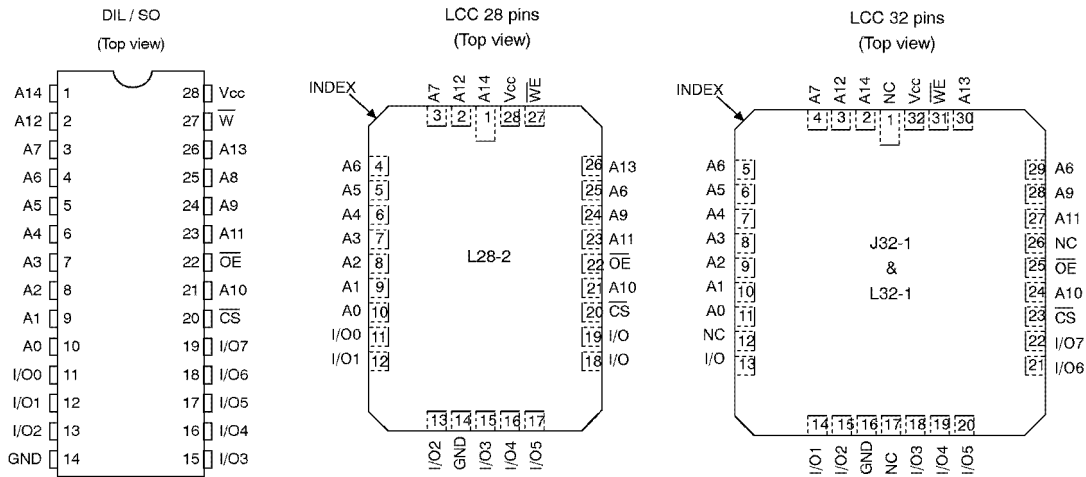 DIL / SO
(Top view)
A14 1 28 Vcc
A12 2 27 W̅
A7 3 26 A13
A6 4 25 A8
A5 5 24 A9
A4 6 23 A11
A3 7 22 O̅E̅
A2 8 21 A10
A1 9 20 C̅S̅
A0 10 19 I/O7
I/O0 11 18 I/O6
I/O1 12 17 I/O5
I/O2 13 16 I/O4
GND 14 15 I/O3
LCC 28 pins
(Top view)
INDEX
A7 A12 A14 Vcc W̅E̅
3 2 1 28 27
A6 4 26 A13
A5 5 25 A6
A4 6 24 A9
A3 7 23 A11
A2 8 22 O̅E̅
A1 9 21 A10
A0 10 20 C̅S̅
I/O0 11 19 I/O
I/O1 12 18 I/O
L28-2
13 14 15 16 17
I/O2 GND I/O3 I/O4 I/O5
LCC 32 pins
(Top view)
INDEX
A7 A12 A14 NC Vcc W̅E̅ A13
4 3 2 1 32 31 30
A6 5 29 A6
A5 6 28 A9
A4 7 27 A11
A3 8 26 NC
A2 9 25 O̅E̅
A1 10 24 A10
A0 11 23 C̅S̅
NC 12 22 I/O7
I/O 13 21 I/O6
J32-1
&
L32-1
14 15 16 17 18 19 20
I/O1 I/O2 GND NC I/O3 I/O4 I/O5